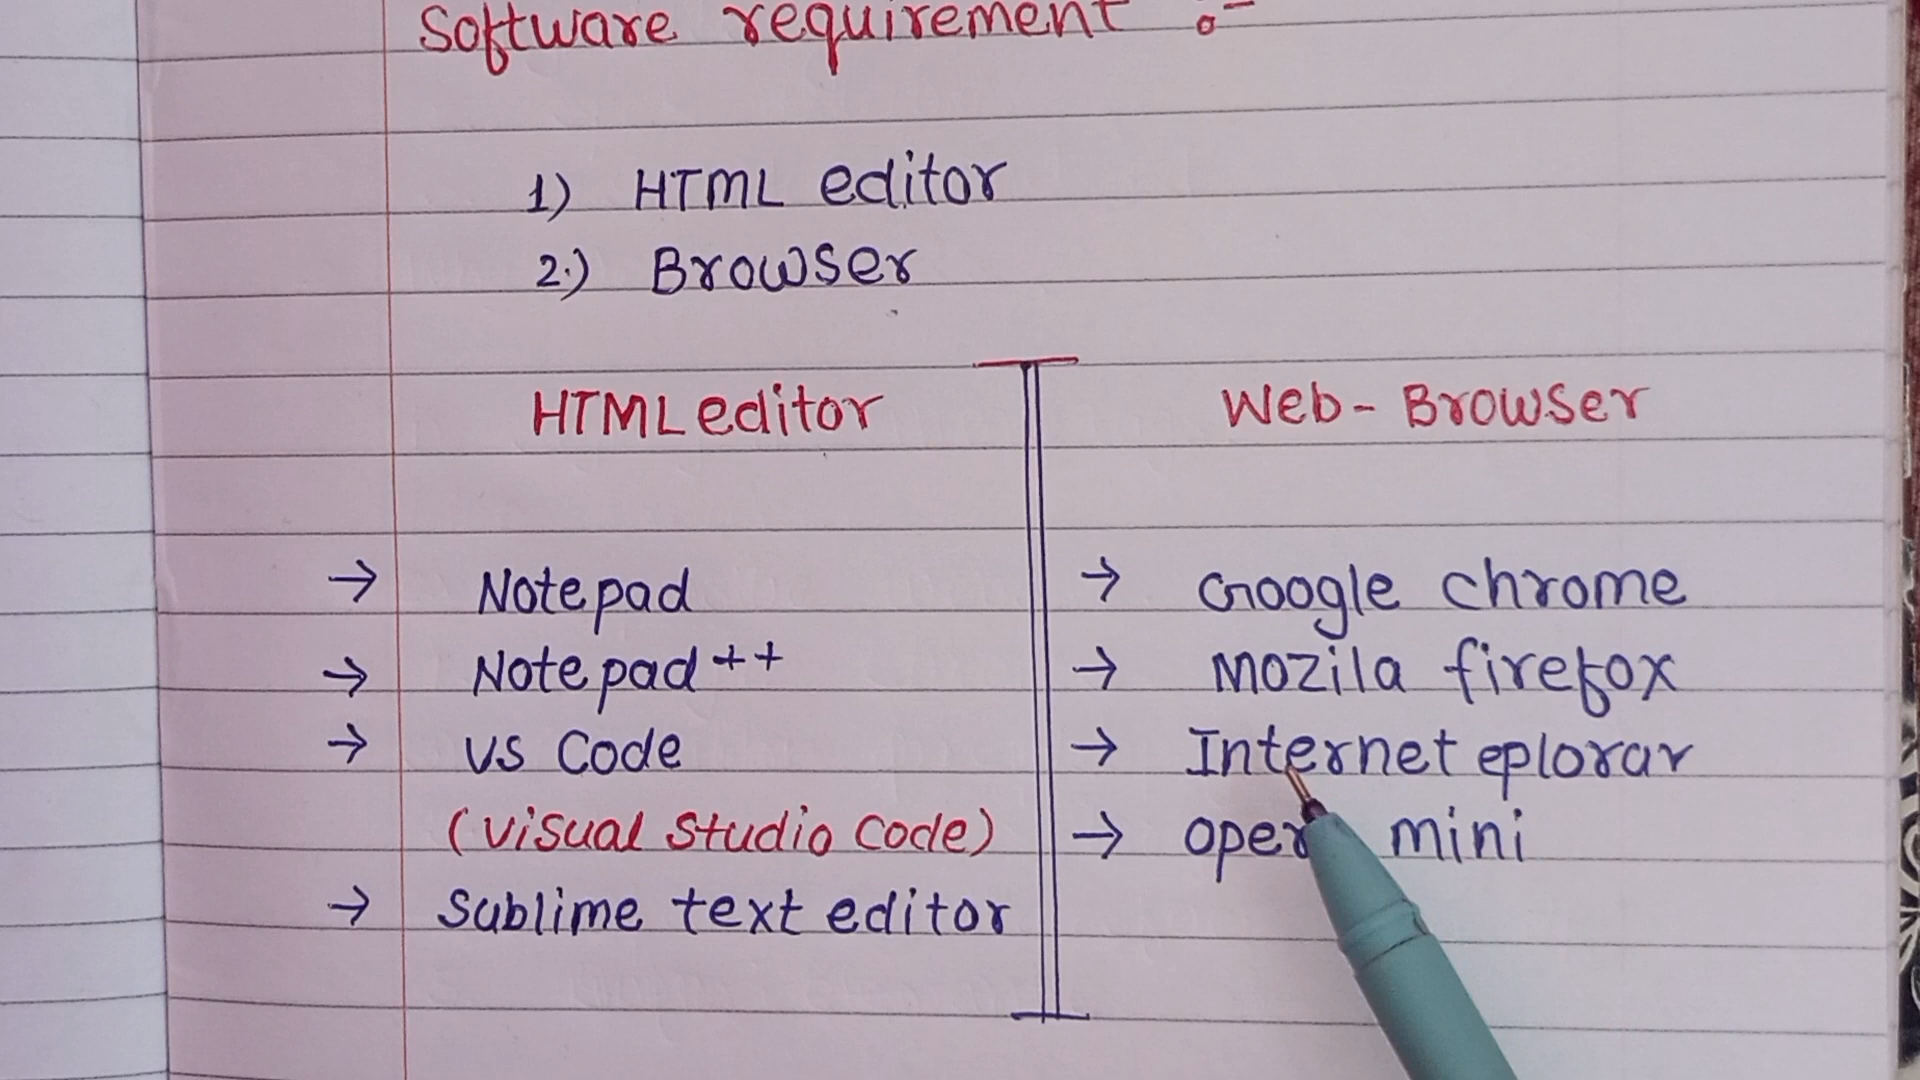 Software requirement :-
1) HTML editor
2.) Browser
HTML editor
Web - Browser
→ Notepad
→ Notepad ++
→ VS Code
(Visual Studio Code)
→ Sublime text editor
→ Google chrome
→ Mozila firefox
→ Internet eplorar
→ opera mini